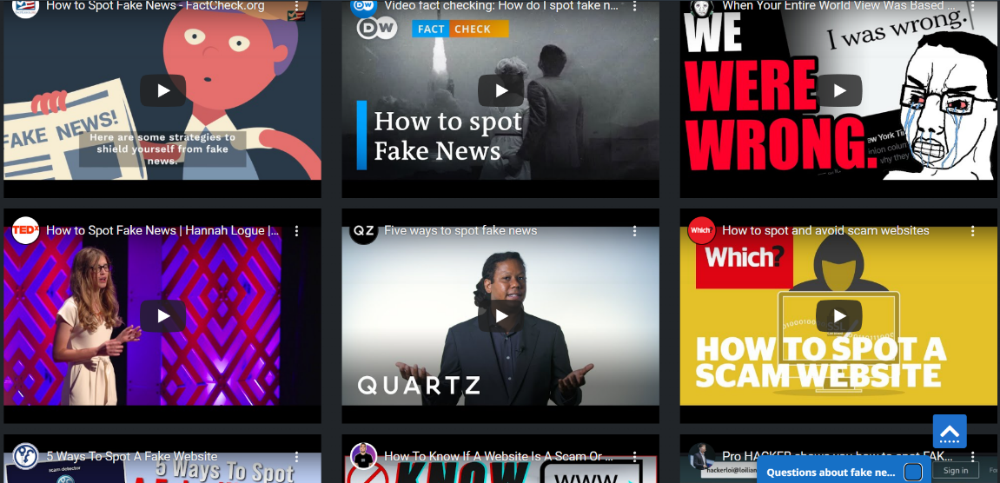 How to Spot Fake News - FactCheck.org
FAKE NEWS!
Here are some strategies to
shield yourself from fake
news.
Video fact checking: How do I spot fake n...
DW
FACT CHECK
How to spot
Fake News
When Your Entire World View Was Based ...
WE
WERE
WRONG.
I was wrong.
ew York Ti
inion colum
why they
TEDx
How to Spot Fake News | Hannah Logue |...
QZ
Five ways to spot fake news
QUARTZ
Which?
How to spot and avoid scam websites
Which?
HOW TO SPOT A
SCAM WEBSITE
5 Ways To Spot A Fake Website
scam detector
5 Ways To Spot
How To Know If A Website Is A Scam Or ...
KNOW
WWW
Pro HACKER shows you how to spot FAK...
hackerloi@loilian
Sign in
Questions about fake ne...